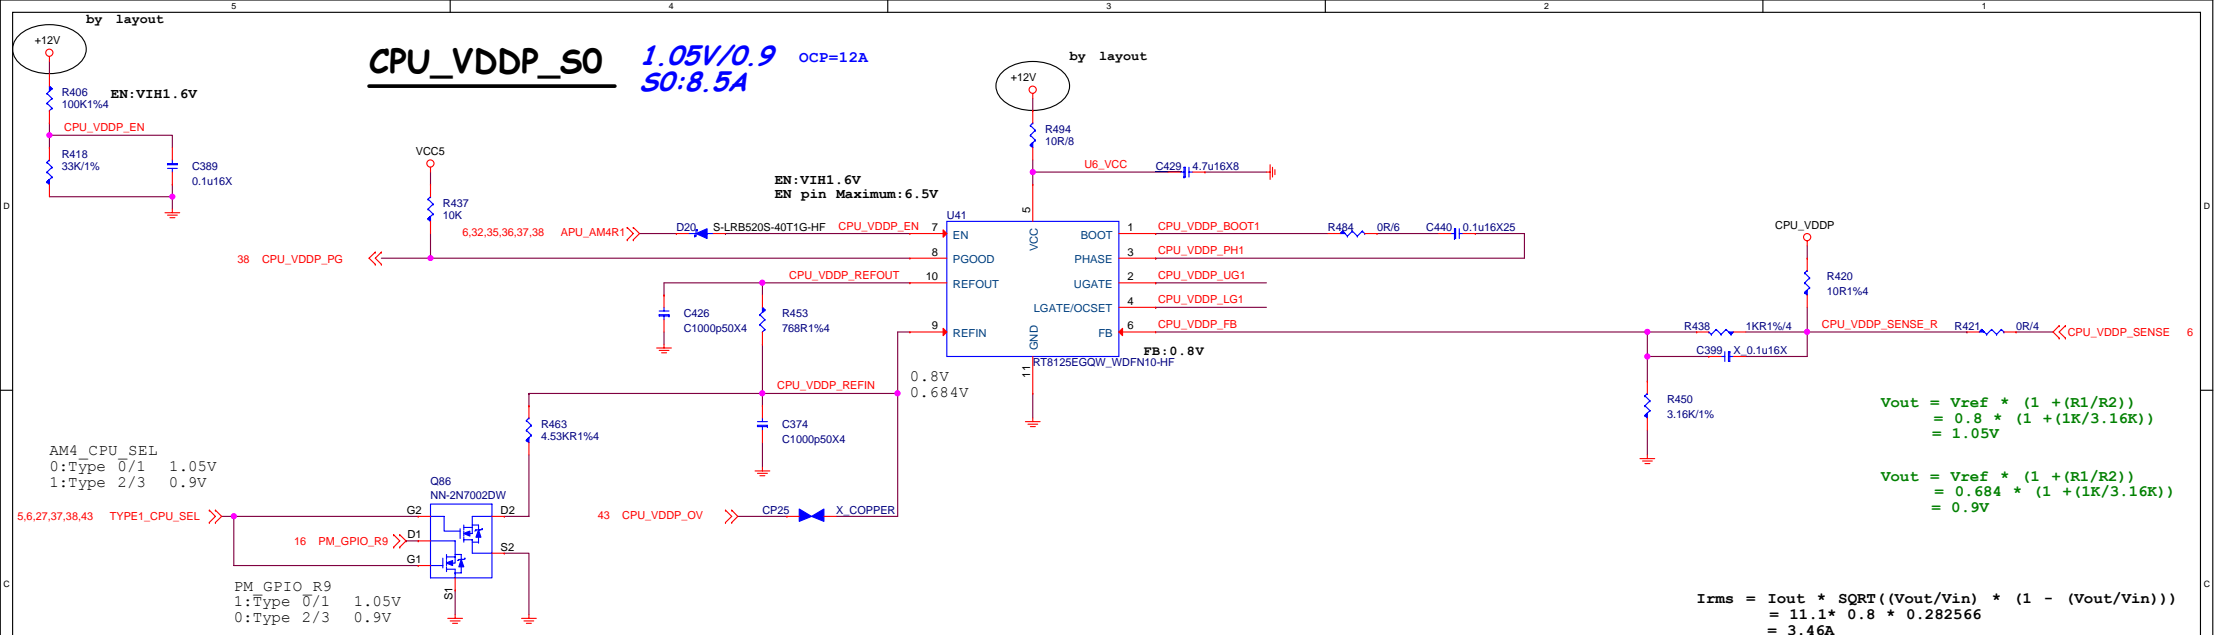 5 4 3 2 1
by layout
+12V
CPU_VDDP_S0
1.05V/0.9
S0:8.5A
OCP=12A
by layout
+12V
R406
100K1%4
EN:VIH1.6V
CPU_VDDP_EN
R418
33K/1%
C389
0.1u16X
VCC5
R437
10K
R494
10R/8
U6_VCC
C429
4.7u16X8
EN:VIH1.6V
EN pin Maximum:6.5V
D
D
6,32,35,36,37,38 APU_AM4R1
D20
S-LRB520S-40T1G-HF
CPU_VDDP_EN
38 CPU_VDDP_PG
CPU_VDDP_REFOUT
C426
C1000p50X4
R453
768R1%4
U41
5
VCC
7 EN
8 PGOOD
10 REFOUT
9 REFIN
BOOT 1
PHASE 3
UGATE 2
LGATE/OCSET 4
FB 6
GND
11
RT8125EGQW_WDFN10-HF
CPU_VDDP_BOOT1
R484
0R/6
C440
0.1u16X25
CPU_VDDP_PH1
CPU_VDDP_UG1
CPU_VDDP_LG1
CPU_VDDP_FB
FB:0.8V
CPU_VDDP
R420
10R1%4
R438
1KR1%/4
CPU_VDDP_SENSE_R
R421
0R/4
CPU_VDDP_SENSE 6
C399
X_0.1u16X
R450
3.16K/1%
0.8V
0.684V
CPU_VDDP_REFIN
R463
4.53KR1%4
C374
C1000p50X4
Vout = Vref * (1 +(R1/R2))
= 0.8 * (1 +(1K/3.16K))
= 1.05V
Vout = Vref * (1 +(R1/R2))
= 0.684 * (1 +(1K/3.16K))
= 0.9V
AM4_CPU_SEL
0:Type 0/1 1.05V
1:Type 2/3 0.9V
5,6,27,37,38,43 TYPE1_CPU_SEL
Q86
NN-2N7002DW
G2
D2
16 PM_GPIO_R9
D1
S2
G1
S1
43 CPU_VDDP_OV
CP25
X_COPPER
C
C
PM_GPIO_R9
1:Type 0/1 1.05V
0:Type 2/3 0.9V
Irms = Iout * SQRT((Vout/Vin) * (1 - (Vout/Vin)))
= 11.1* 0.8 * 0.282566
= 3.46A